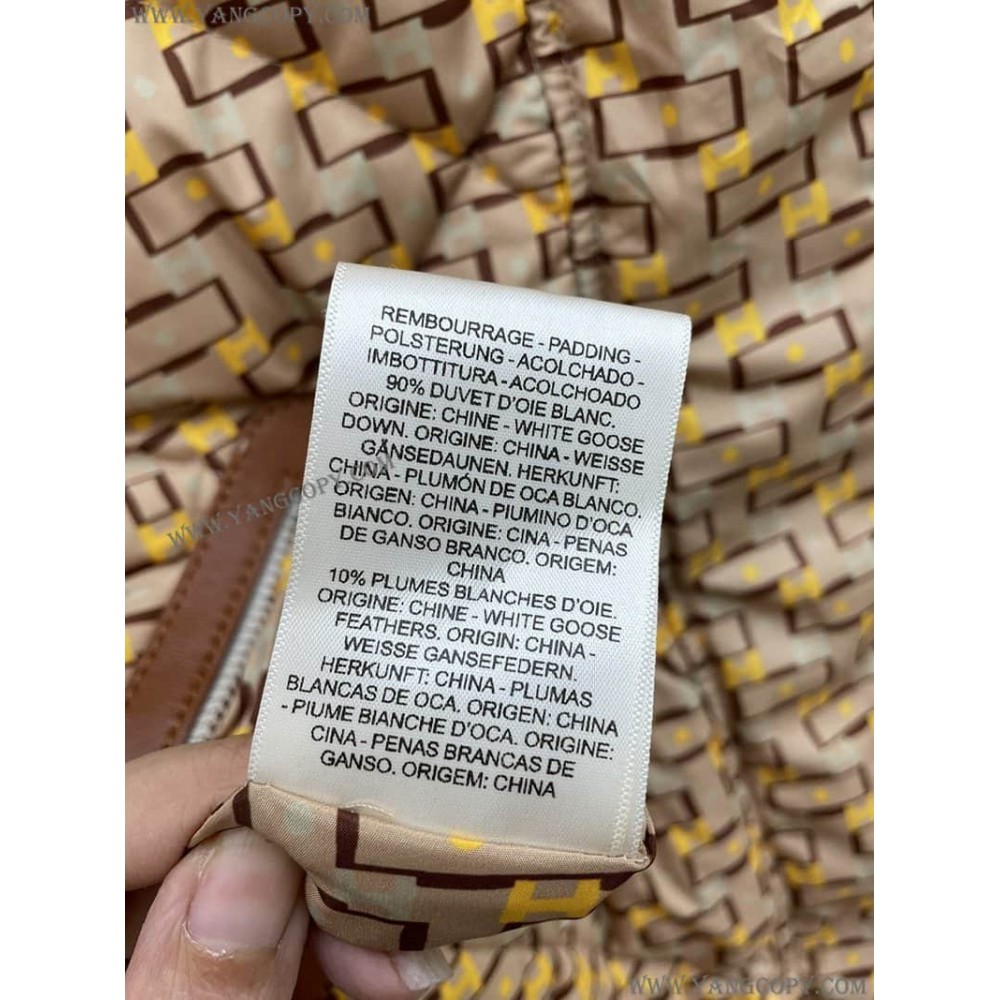 WWW.YANGCOPY.COM
REMBOURRAGE - PADDING -
POLSTERUNG - ACOLCHADO -
IMBOTTITURA - ACOLCHOADO
90% DUVET D'OIE BLANC.
ORIGINE: CHINE - WHITE GOOSE
DOWN. ORIGINE: CHINA - WEISSE
GÄNSEDAUNEN. HERKUNFT:
CHINA - PLUMÓN DE OCA BLANCO.
ORIGEN: CHINA - PIUMINO D'OCA
BIANCO. ORIGINE: CINA - PENAS
DE GANSO BRANCO. ORIGEM:
CHINA
10% PLUMES BLANCHES D'OIE.
ORIGINE: CHINE - WHITE GOOSE
FEATHERS. ORIGIN: CHINA -
WEISSE GANSEFEDERN.
HERKUNFT: CHINA - PLUMAS
BLANCAS DE OCA. ORIGEN: CHINA
- PIUME BIANCHE D'OCA. ORIGINE:
CINA - PENAS BRANCAS DE
GANSO. ORIGEM: CHINA
WWW.YANGCOPY.COM
WWW.YANGCOPY.COM